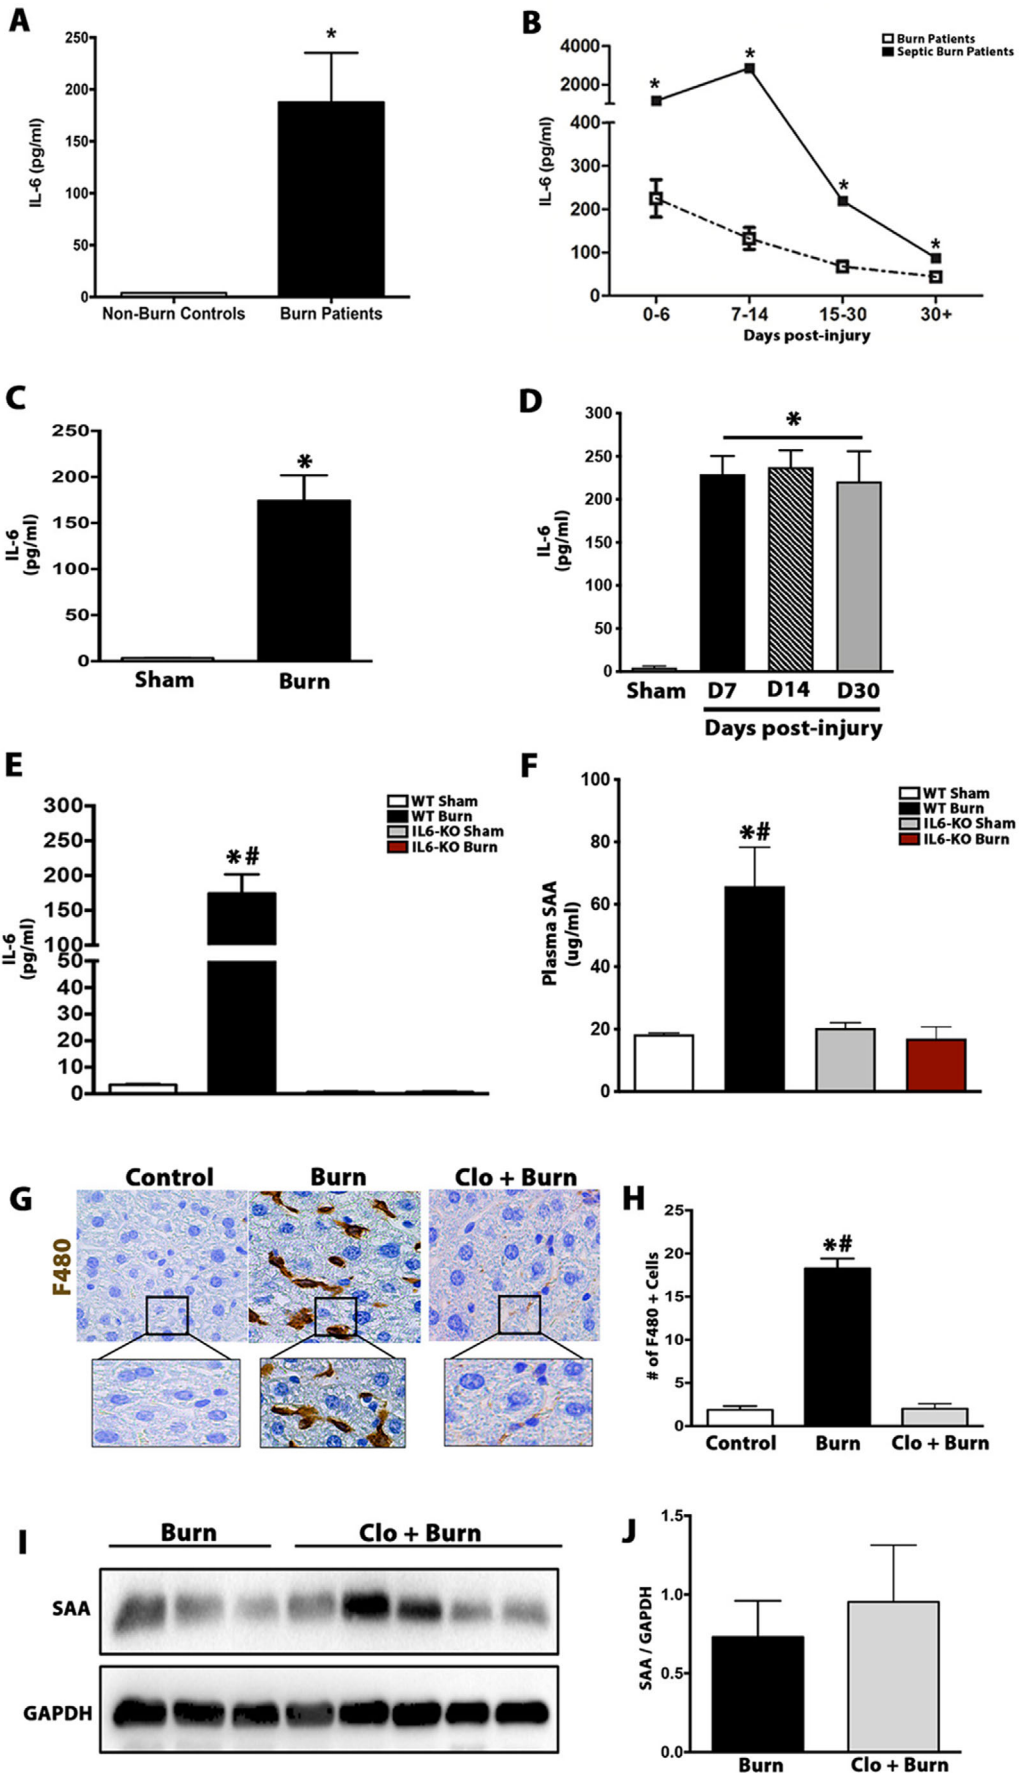 A
IL-6 (pg/ml)
250
200
150
100
50
0
*
Non-Burn Controls
Burn Patients
B
IL-6 (pg/ml)
4000
2000
400
300
200
100
0
* * * *
Burn Patients
Septic Burn Patients
0-6
7-14
15-30
30+
Days post-injury
C
IL-6
(pg/ml)
250
200
150
100
50
0
*
Sham
Burn
D
IL-6
(pg/ml)
300
250
200
150
100
50
0
*
Sham
D7
D14
D30
Days post-injury
E
IL-6
(pg/ml)
300
250
200
150
100
50
40
30
20
10
0
*#
WT Sham
WT Burn
IL6-KO Sham
IL6-KO Burn
F
Plasma SAA
(ug/ml)
100
80
60
40
20
0
*#
WT Sham
WT Burn
IL6-KO Sham
IL6-KO Burn
G
F480
Control
Burn
Clo + Burn
H
# of F480 + Cells
25
20
15
10
5
0
*#
Control
Burn
Clo + Burn
I
Burn
Clo + Burn
SAA
GAPDH
J
SAA / GAPDH
1.5
1.0
0.5
0.0
Burn
Clo + Burn